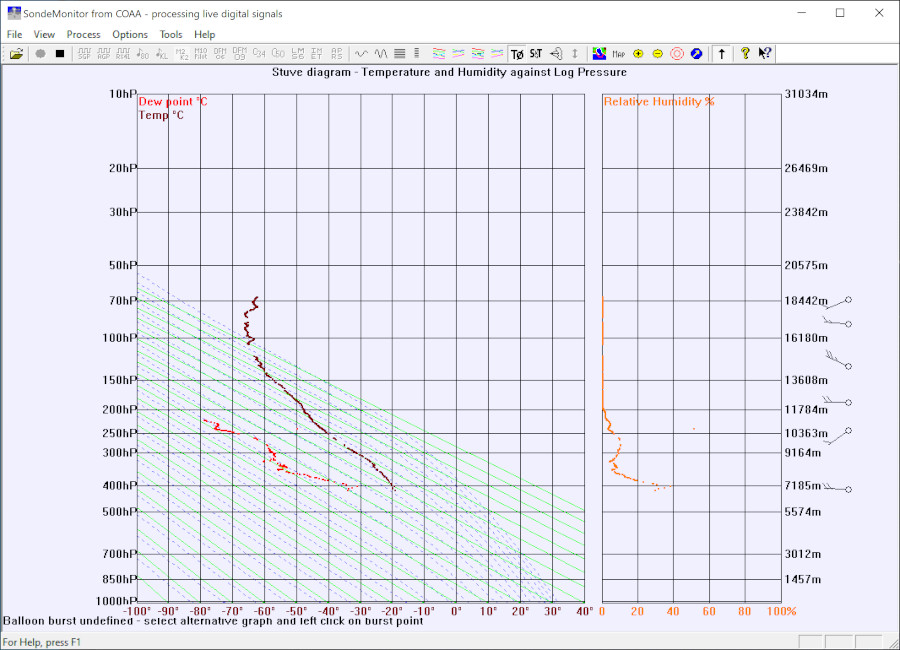 SondeMonitor from COAA - processing live digital signals
File View Process Options Tools Help
MAP
Stuve diagram - Temperature and Humidity against Log Pressure
10hP Dew point °C Relative Humidity % 31034m
Temp °C
20hP 26469m
30hP 23842m
50hP 20575m
70hP 18442m
100hP 16180m
150hP 13608m
200hP 11784m
250hP 10363m
300hP 9164m
400hP 7185m
500hP 5574m
700hP 3012m
850hP 1457m
1000hP
-100° -90° -80° -70° -60° -50° -40° -30° -20° -10° 0° 10° 20° 30° 40° 0 20 40 60 80 100%
Balloon burst undefined - select alternative graph and left click on burst point
For Help, press F1